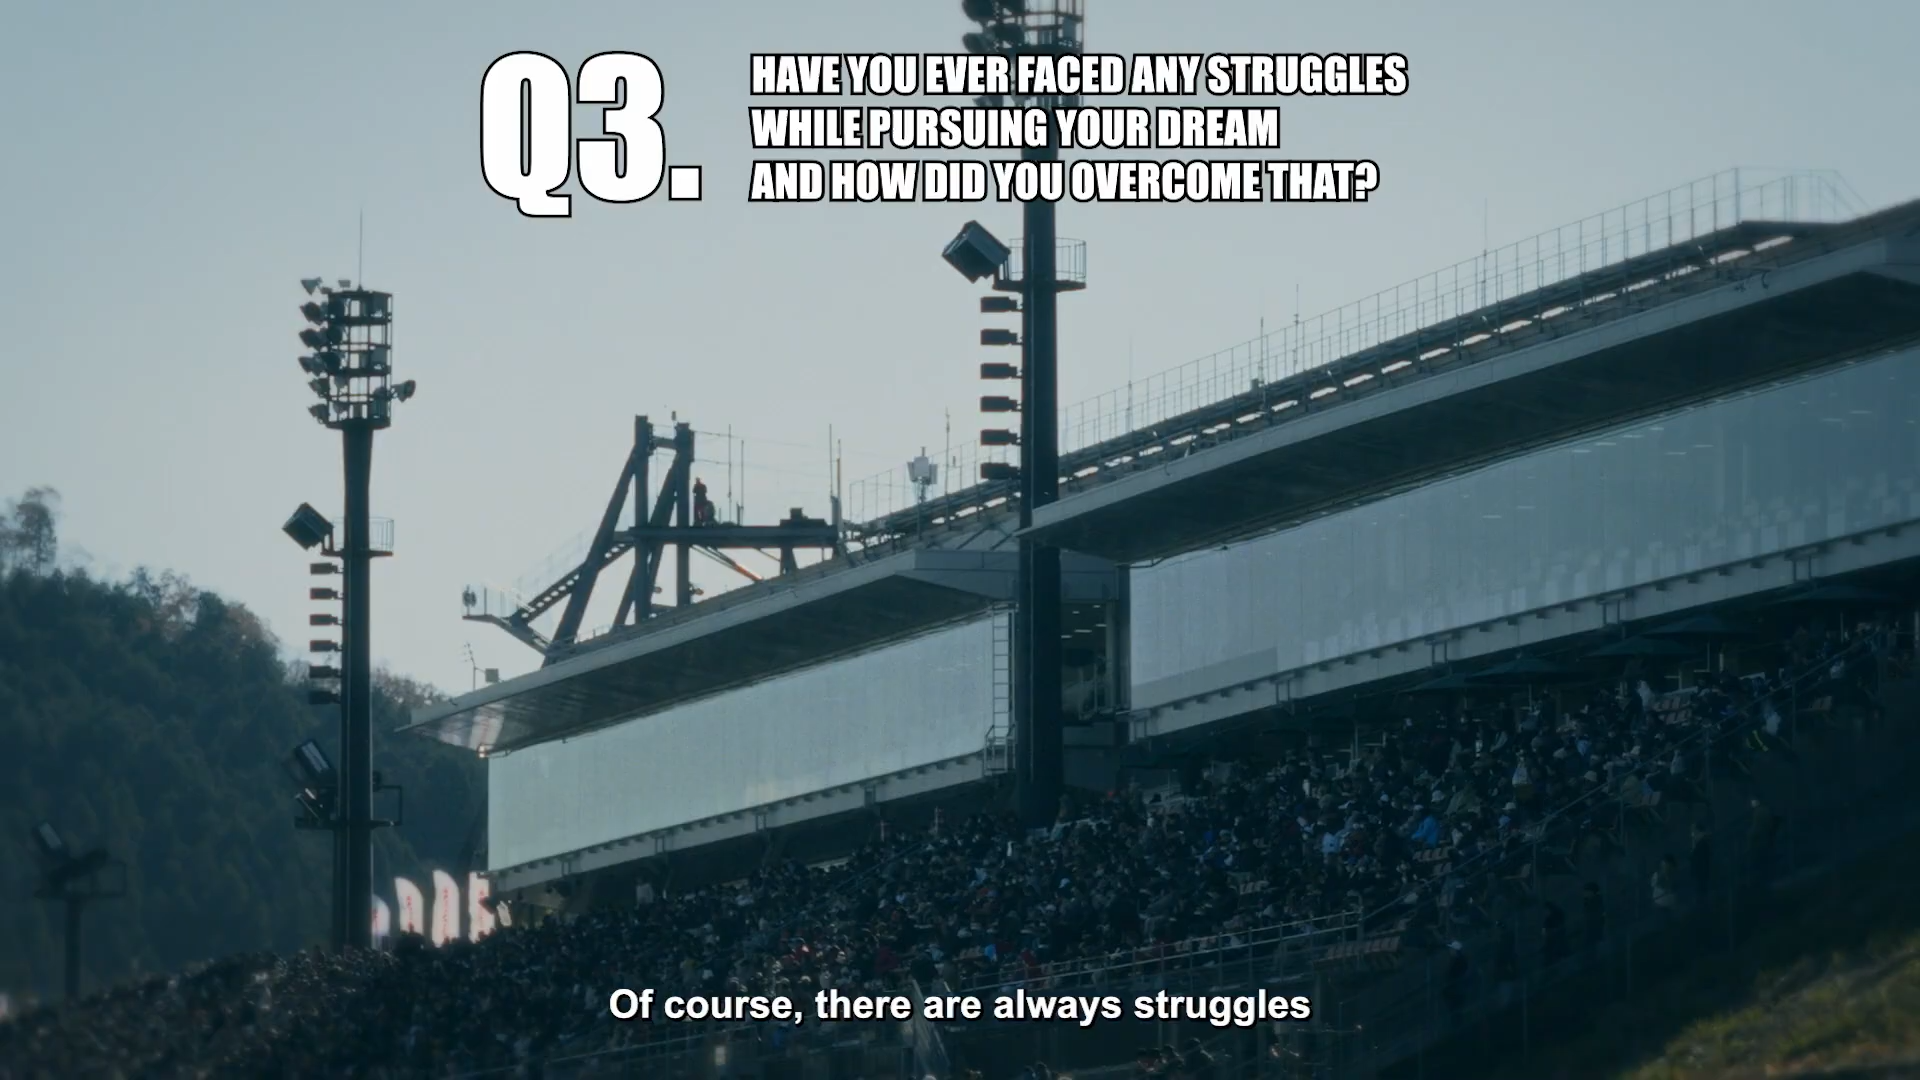 Q3.
HAVE YOU EVER FACED ANY STRUGGLES
WHILE PURSUING YOUR DREAM
AND HOW DID YOU OVERCOME THAT?
Of course, there are always struggles